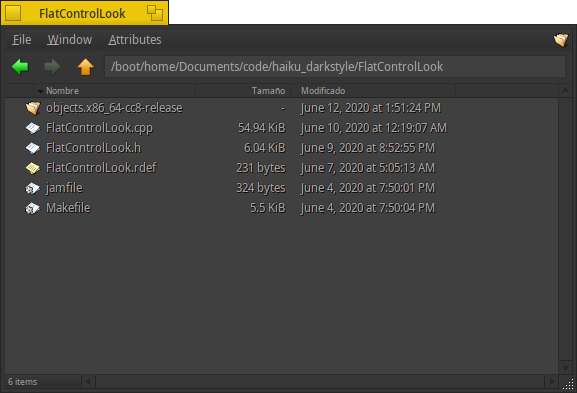 FlatControlLook
File Window Attributes
/boot/home/Documents/code/haiku_darkstyle/FlatControlLook
Nombre Tamaño Modificado
objects.x86_64-cc8-release - June 12, 2020 at 1:51:24 PM
FlatControlLook.cpp 54.94 KiB June 10, 2020 at 12:19:07 AM
FlatControlLook.h 6.04 KiB June 9, 2020 at 8:52:55 PM
FlatControlLook.rdef 231 bytes June 7, 2020 at 5:05:13 AM
jamfile 324 bytes June 4, 2020 at 7:50:01 PM
Makefile 5.5 KiB June 4, 2020 at 7:50:04 PM
6 items